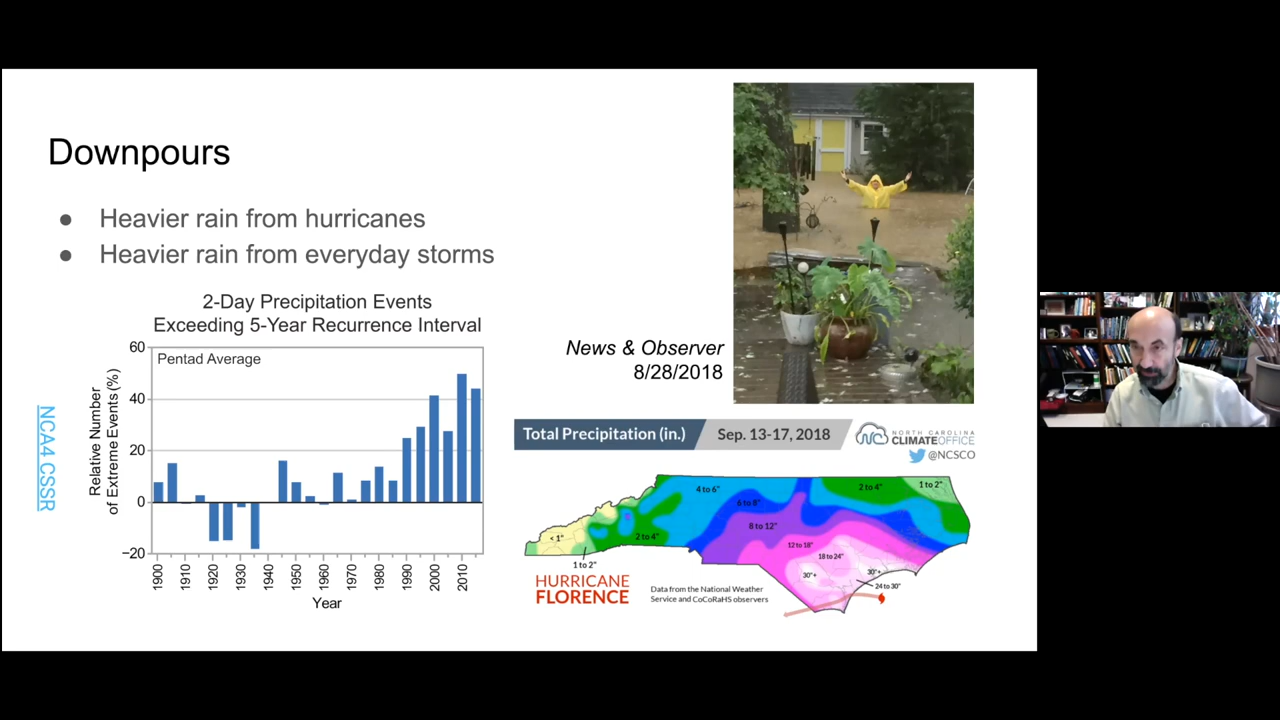 Downpours
● Heavier rain from hurricanes
● Heavier rain from everyday storms
2-Day Precipitation Events
Exceeding 5-Year Recurrence Interval
Pentad Average
60
40
20
0
−20
Relative Number
of Extreme Events (%)
1900 1910 1920 1930 1940 1950 1960 1970 1980 1990 2000 2010
Year
NCA4 CSSR
News & Observer
8/28/2018
Total Precipitation (in.) Sep. 13-17, 2018
NC
NORTH CAROLINA
CLIMATEOFFICE
@NCSCO
4 to 6"
2 to 4"
1 to 2"
6 to 8"
8 to 12"
< 1"
2 to 4"
12 to 18"
18 to 24"
1 to 2"
30"+
30"+
24 to 30"
HURRICANE
FLORENCE
Data from the National Weather
Service and CoCoRaHS observers